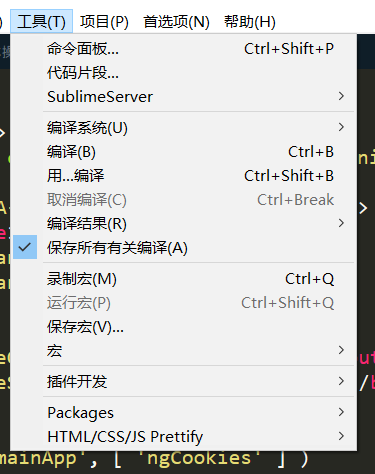 ) 工具(T) 项目(P) 首选项(N) 帮助(H)
命令面板... Ctrl+Shift+P
代码片段...
SublimeServer
编译系统(U)
编译(B) Ctrl+B
用...编译 Ctrl+Shift+B
取消编译(C) Ctrl+Break
编译结果(R)
保存所有有关编译(A)
录制宏(M) Ctrl+Q
运行宏(P) Ctrl+Shift+Q
保存宏(V)...
宏
插件开发
Packages
HTML/CSS/JS Prettify
mainApp', [ 'ngCookies' ] )